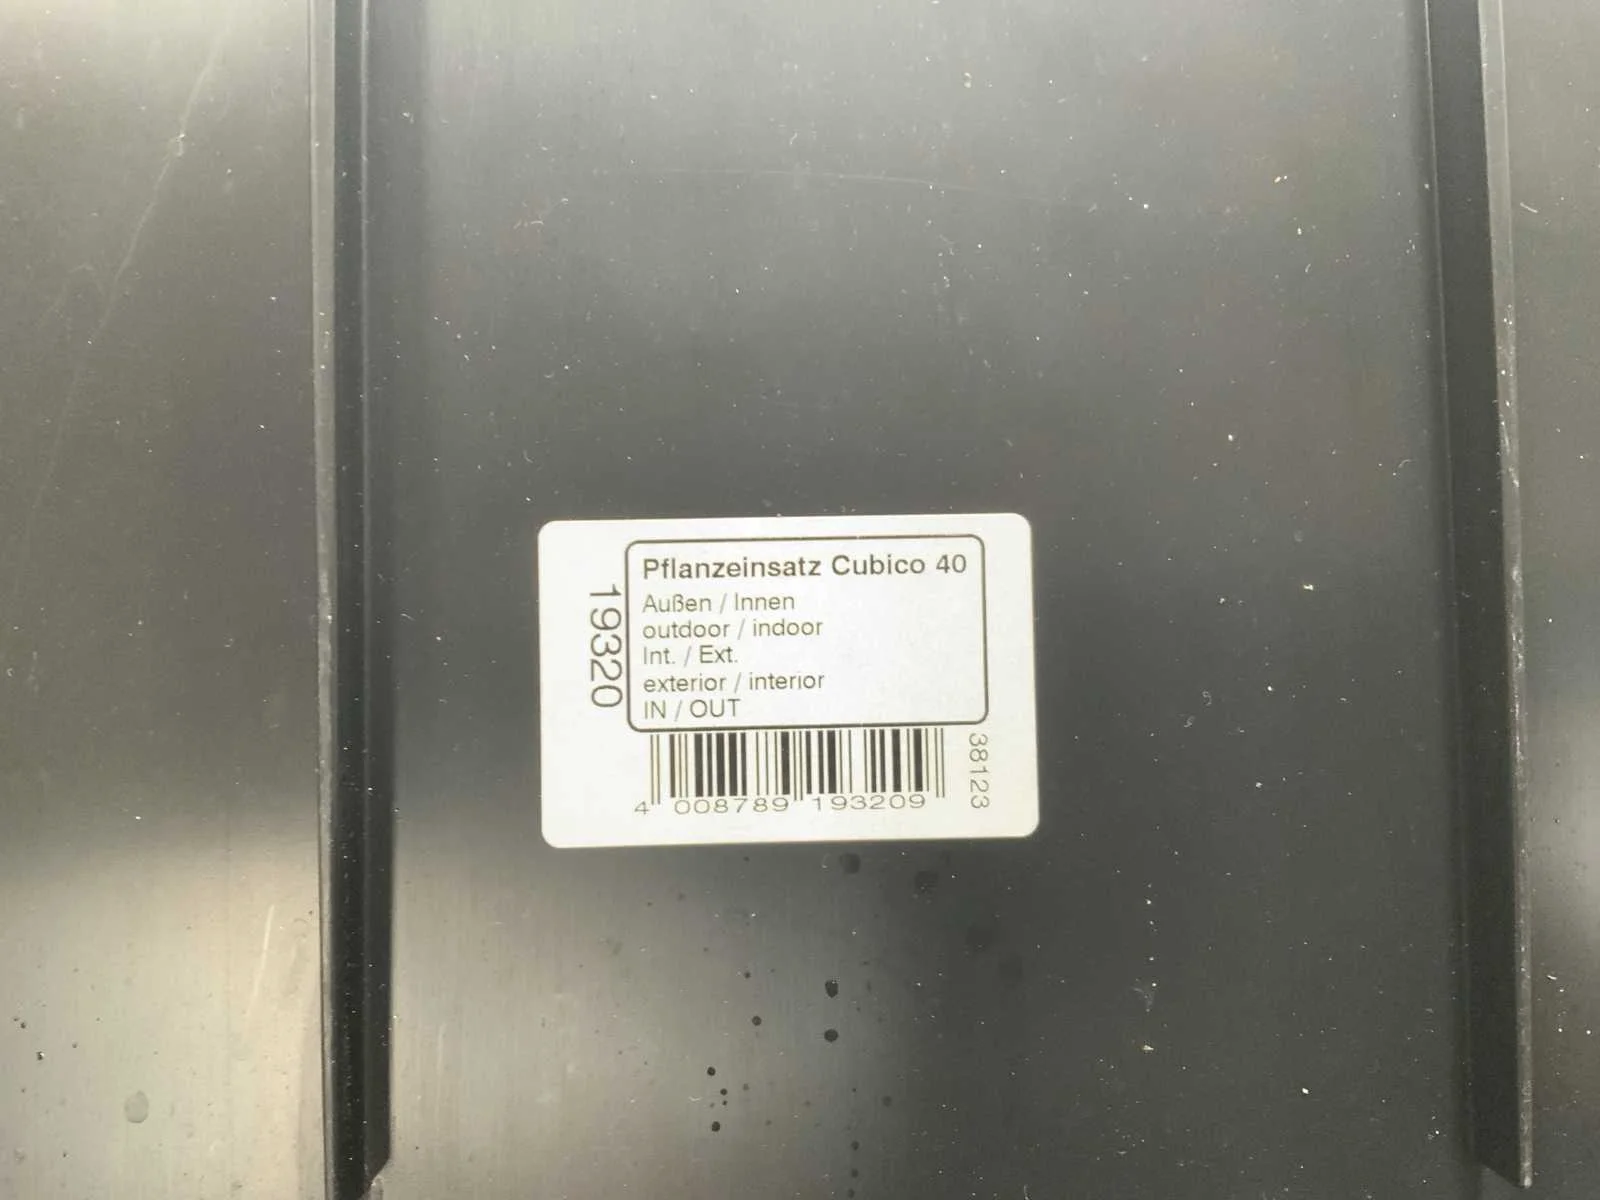 19320
Pflanzeinsatz Cubico 40
Außen / Innen
outdoor / indoor
Int. / Ext.
exterior / interior
IN / OUT
38123
4 008789 193209